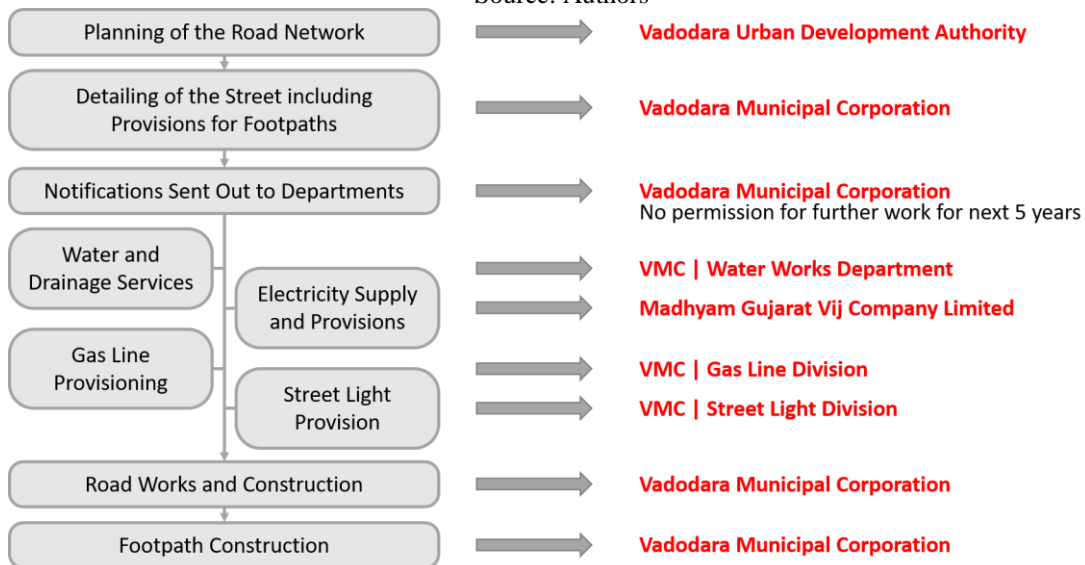 Source: Authors
Planning of the Road Network
Vadodara Urban Development Authority
Detailing of the Street including
Provisions for Footpaths
Vadodara Municipal Corporation
Notifications Sent Out to Departments
Vadodara Municipal Corporation
No permission for further work for next 5 years
Water and
Drainage Services
VMC | Water Works Department
Electricity Supply
and Provisions
Madhyam Gujarat Vij Company Limited
Gas Line
Provisioning
VMC | Gas Line Division
Street Light
Provision
VMC | Street Light Division
Road Works and Construction
Vadodara Municipal Corporation
Footpath Construction
Vadodara Municipal Corporation